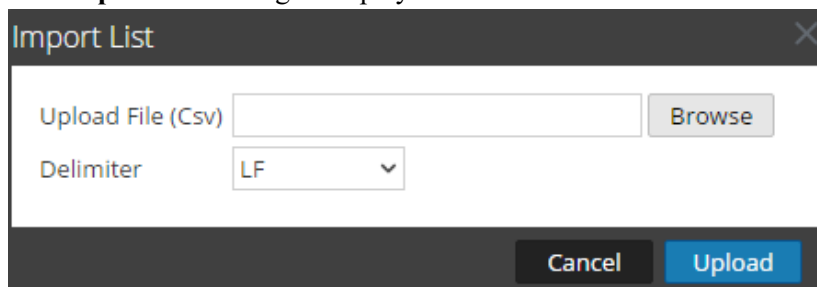 Import List
Upload File (Csv)
Browse
Delimiter
LF
Cancel
Upload